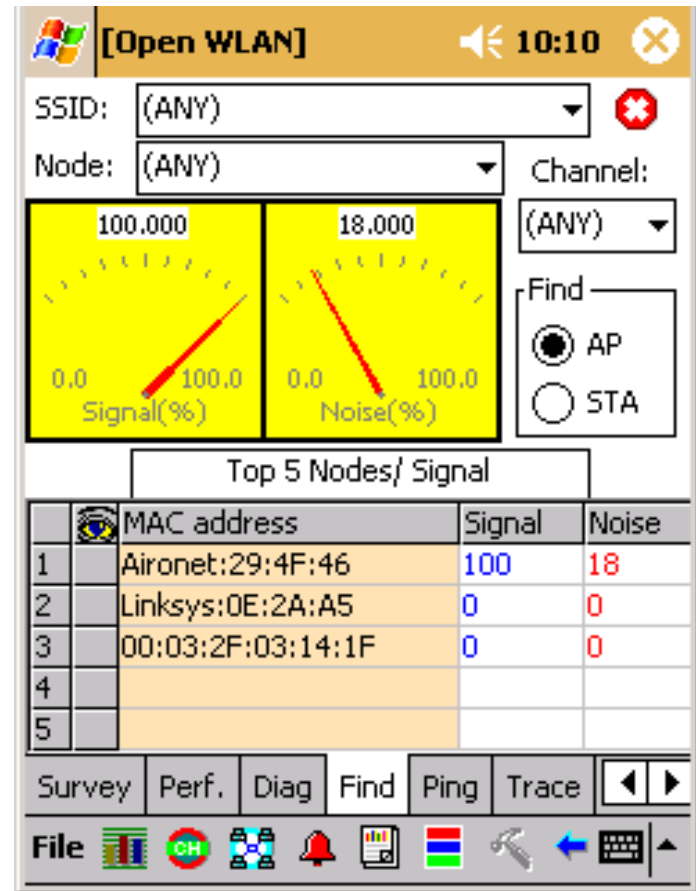 [Open WLAN] 10:10
SSID: (ANY)
Node: (ANY) Channel:
(ANY)
100.000 18.000
Find
AP
STA
0.0 100.0 0.0 100.0
Signal(%) Noise(%)
Top 5 Nodes/ Signal
MAC address Signal Noise
1 Aironet:29:4F:46 100 18
2 Linksys:0E:2A:A5 0 0
3 00:03:2F:03:14:1F 0 0
4
5
Survey Perf. Diag Find Ping Trace
File CH